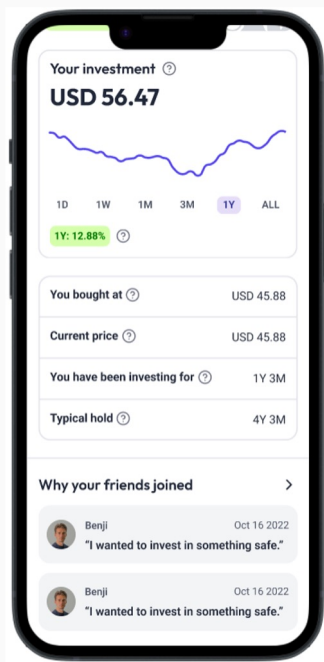 Your investment
USD 56.47
1D 1W 1M 3M 1Y ALL
1Y: 12.88%
You bought at USD 45.88
Current price USD 45.88
You have been investing for 1Y 3M
Typical hold 4Y 3M
Why your friends joined
Benji Oct 16 2022
“I wanted to invest in something safe.”
Benji Oct 16 2022
“I wanted to invest in something safe.”